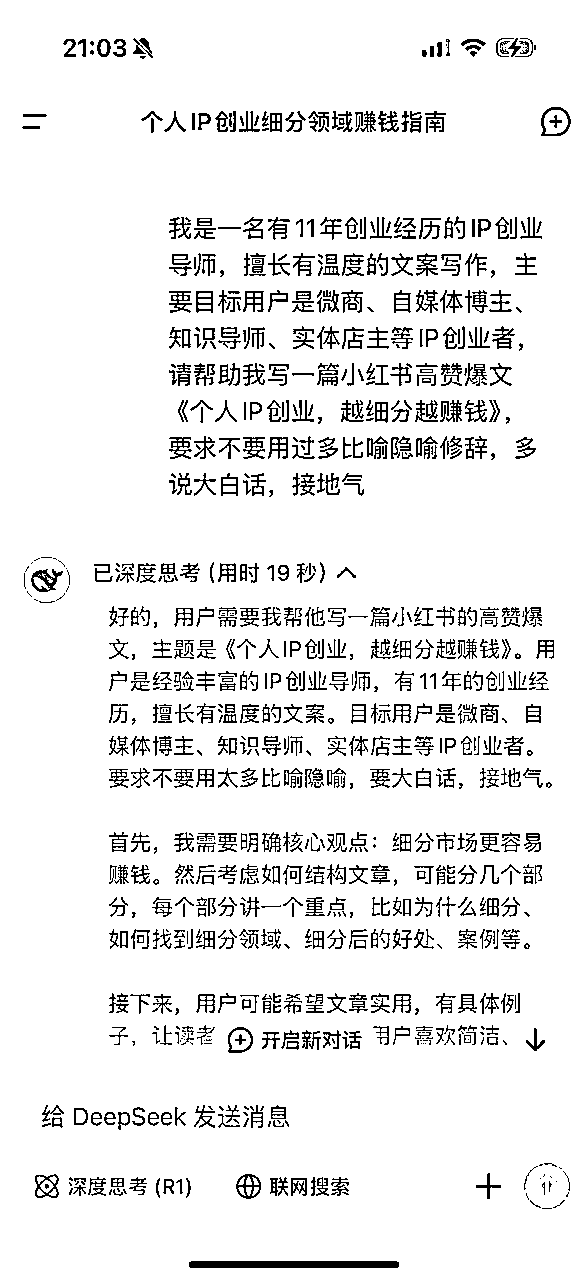 21:03
个人IP创业细分领域赚钱指南
我是一名有11年创业经历的IP创业
导师，擅长有温度的文案写作，主
要目标用户是微商、自媒体博主、
知识导师、实体店主等IP创业者，
请帮助我写一篇小红书高赞爆文
《个人IP创业，越细分越赚钱》，
要求不要用过多比喻隐喻修辞，多
说大白话，接地气
已深度思考（用时 19 秒）
好的，用户需要我帮他写一篇小红书的高赞爆
文，主题是《个人IP创业，越细分越赚钱》。用
户是经验丰富的IP创业导师，有11年的创业经
历，擅长有温度的文案。目标用户是微商、自
媒体博主、知识导师、实体店主等IP创业者。
要求不要用太多比喻隐喻，要大白话，接地气。
首先，我需要明确核心观点：细分市场更容易
赚钱。然后考虑如何结构文章，可能分几个部
分，每个部分讲一个重点，比如为什么细分、
如何找到细分领域、细分后的好处、案例等。
接下来，用户可能希望文章实用，有具体例
子，让读者 开启新对话 用户喜欢简洁、
给 DeepSeek 发送消息
深度思考 (R1) 联网搜索